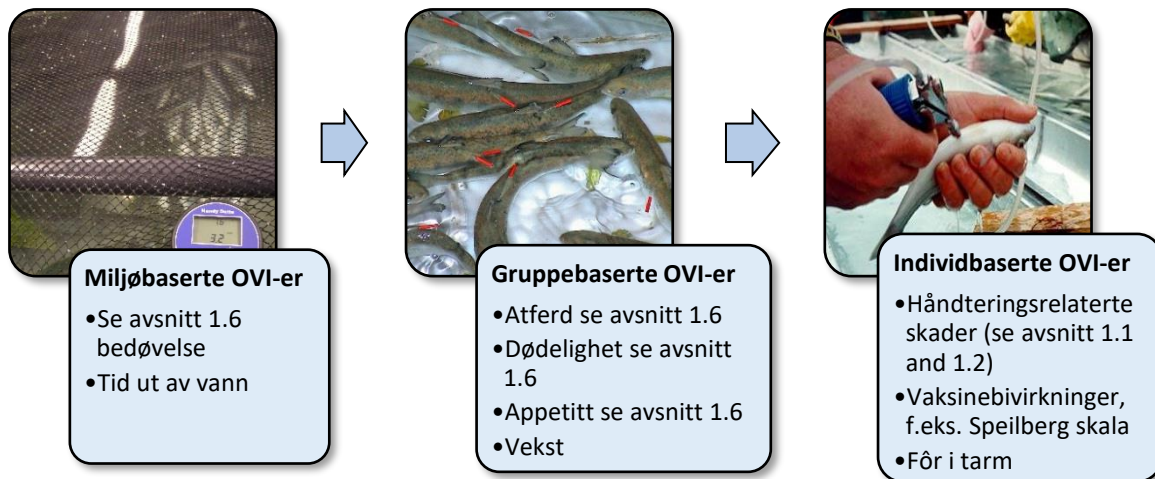 Miljøbaserte OVI-er
•Se avsnitt 1.6
bedøvelse
•Tid ut av vann
Gruppebaserte OVI-er
•Atferd se avsnitt 1.6
•Dødelighet se avsnitt
1.6
•Appetitt se avsnitt 1.6
•Vekst
Individbaserte OVI-er
•Håndteringsrelaterte
skader (se avsnitt 1.1
and 1.2)
•Vaksinebivirkninger,
f.eks. Speilberg skala
•Fôr i tarm